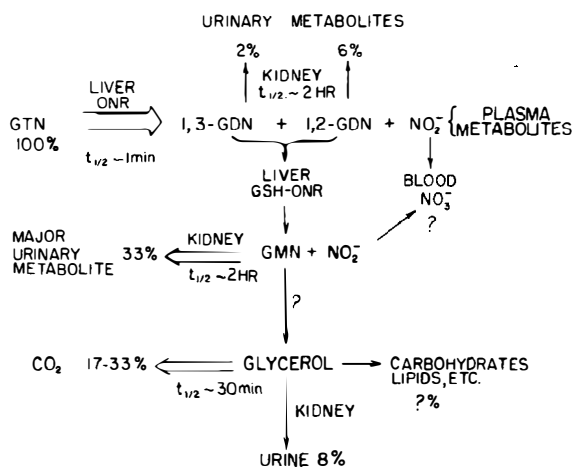 URINARY METABOLITES
2% 6%
KIDNEY
t1/2 ~ 2 HR
LIVER
ONR
GTN
100%
t1/2 ~ 1min
1,3-GDN + 1,2-GDN + NO2- { PLASMA
METABOLITES
LIVER
GSH-ONR
BLOOD
NO3-
?
MAJOR
URINARY
METABOLITE
33%
KIDNEY
t1/2 ~ 2HR
GMN + NO2-
?
CO2 17-33%
t1/2 ~ 30min
GLYCEROL
CARBOHYDRATES
LIPIDS, ETC.
?%
KIDNEY
URINE 8%